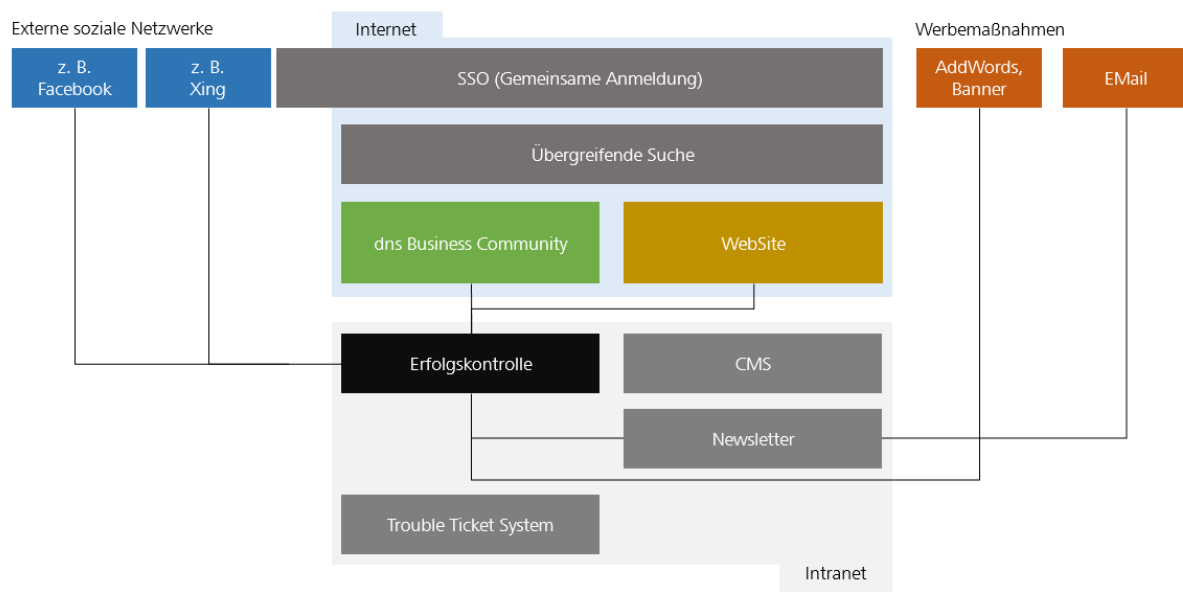 Externe soziale Netzwerke
Internet
Werbemaßnahmen
z. B.
Facebook
z. B.
Xing
SSO (Gemeinsame Anmeldung)
AddWords,
Banner
EMail
Übergreifende Suche
dns Business Community
WebSite
Erfolgskontrolle
CMS
Newsletter
Trouble Ticket System
Intranet